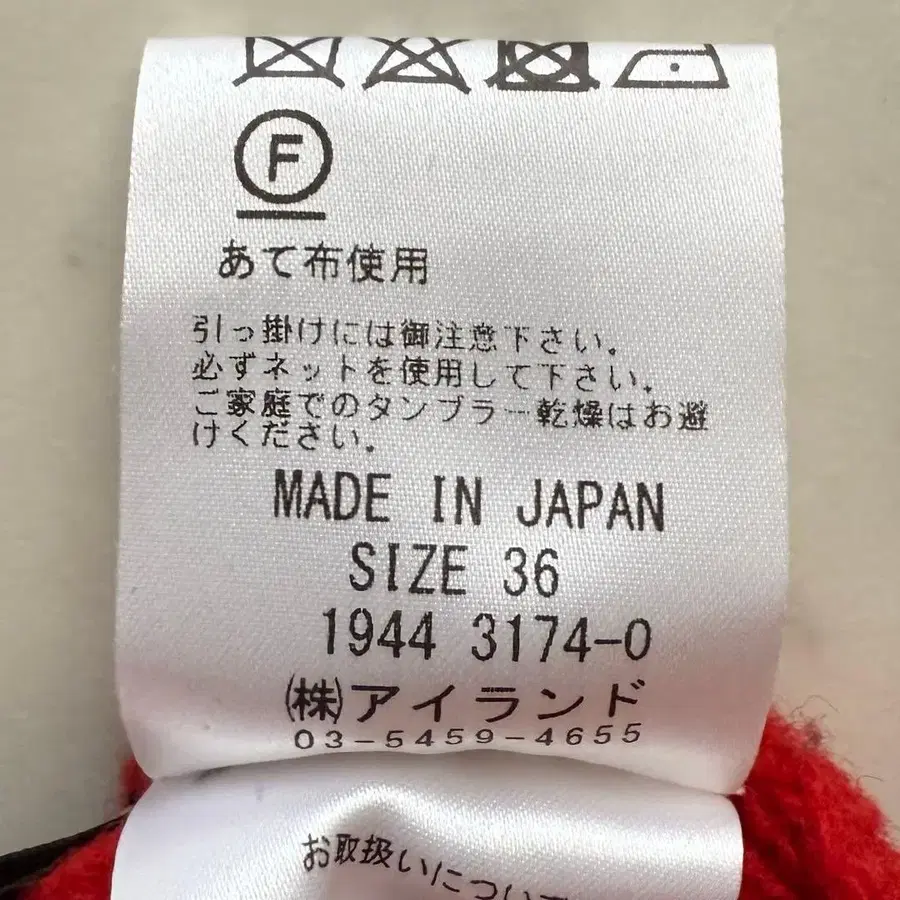 F
あて布使用
引っ掛けには御注意下さい。
必ずネットを使用して下さい。
ご家庭でのタンブラー乾燥はお避
けください。
MADE IN JAPAN
SIZE 36
1944 3174-0
㈱アイランド
03-5459-4655
お取扱いについて